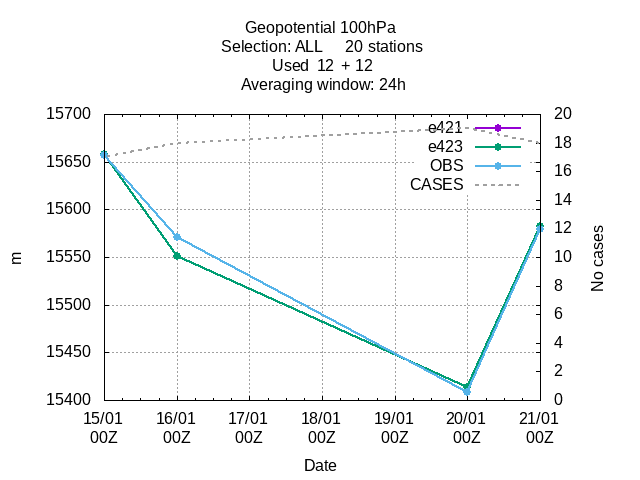 Geopotential 100hPa
Selection: ALL     20 stations
Used  12  + 12
Averaging window: 24h
15700
15650
15600
15550
15500
15450
15400
m
20
18
16
14
12
10
8
6
4
2
0
No cases
e421
e423
OBS
CASES
15/01 16/01 17/01 18/01 19/01 20/01 21/01
00Z 00Z 00Z 00Z 00Z 00Z 00Z
Date